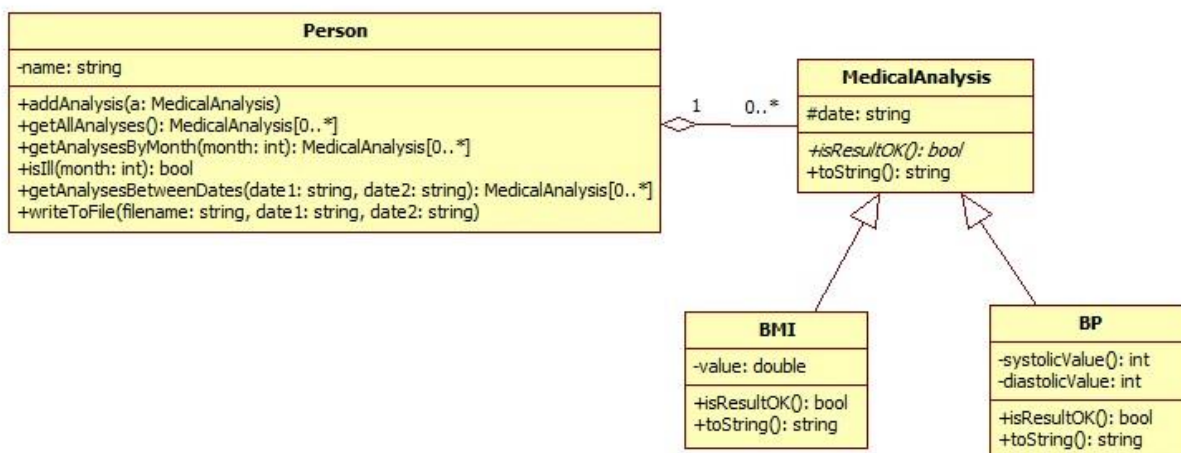 Person
-name: string
+addAnalysis(a: MedicalAnalysis)
+getAllAnalyses(): MedicalAnalysis[0..*]
+getAnalysesByMonth(month: int): MedicalAnalysis[0..*]
+isIll(month: int): bool
+getAnalysesBetweenDates(date1: string, date2: string): MedicalAnalysis[0..*]
+writeToFile(filename: string, date1: string, date2: string)
1
0..*
MedicalAnalysis
#date: string
+isResultOK(): bool
+toString(): string
BMI
-value: double
+isResultOK(): bool
+toString(): string
BP
-systolicValue(): int
-diastolicValue: int
+isResultOK(): bool
+toString(): string